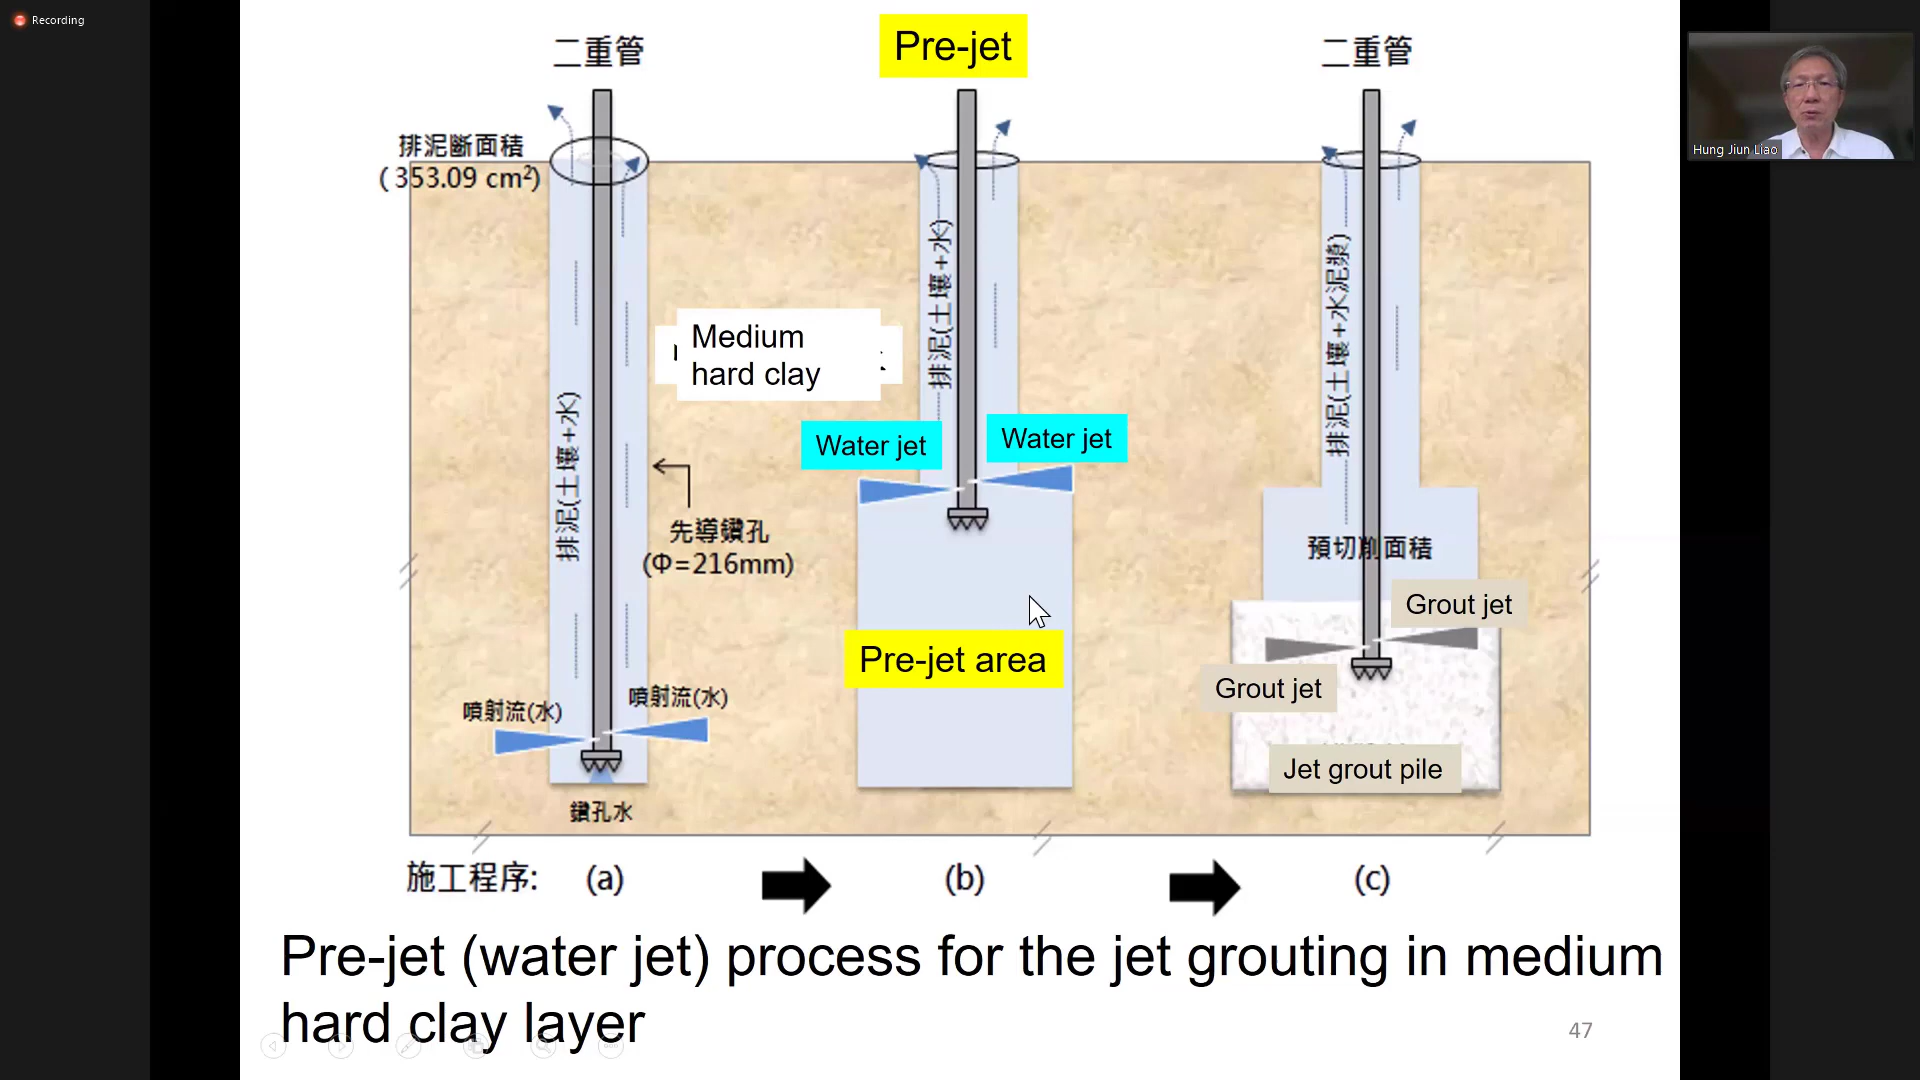 Recording
二重管
Pre-jet
二重管
Hung Jiun Liao
排泥斷面積
(353.09 cm²)
排泥(土壤+水)
排泥(土壤+水)
排泥(土壤+水泥漿)
Medium
hard clay
Water jet
Water jet
先導鑽孔
(Φ=216mm)
預切削面積
Grout jet
Pre-jet area
Grout jet
噴射流(水)
噴射流(水)
Jet grout pile
鑽孔水
施工程序:
(a)
(b)
(c)
Pre-jet (water jet) process for the jet grouting in medium
hard clay layer
47